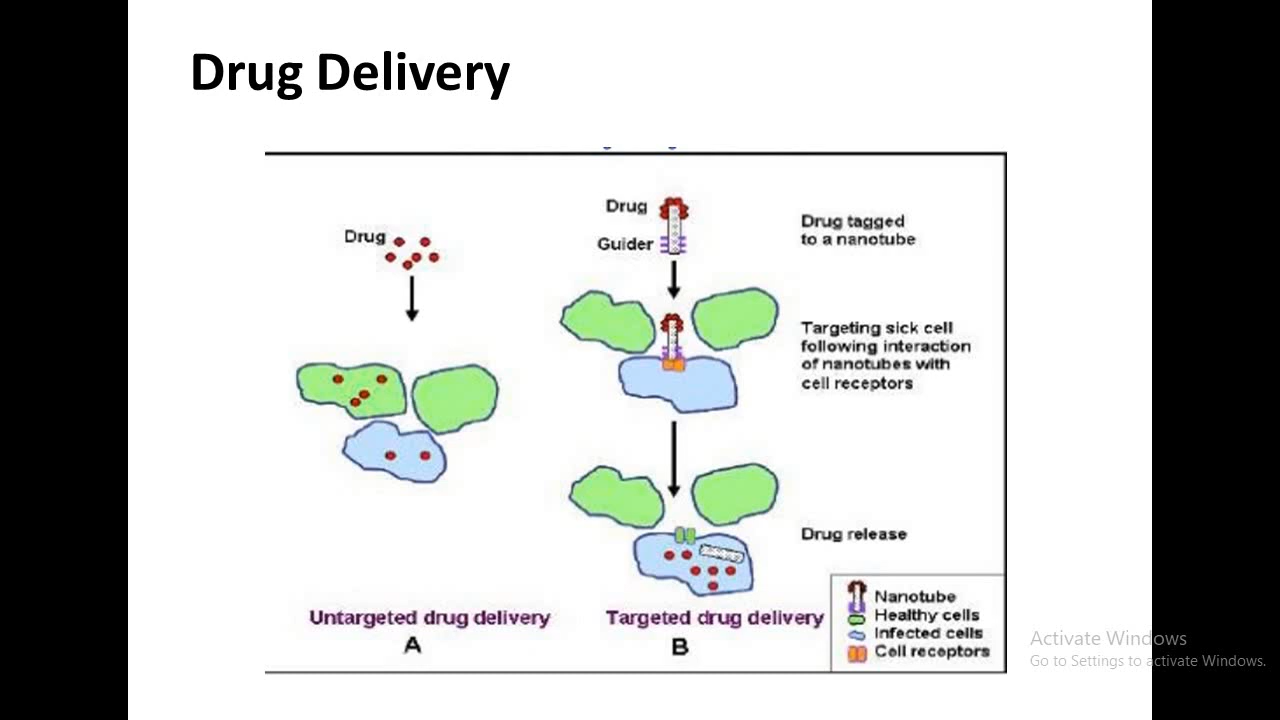 Drug Delivery
Drug
Untargeted drug delivery
A
Drug
Guider
Drug tagged
to a nanotube
Targeting sick cell
following interaction
of nanotubes with
cell receptors
Drug release
Targeted drug delivery
B
Nanotube
Healthy cells
Infected cells
Cell receptors
Activate Windows
Go to Settings to activate Windows.